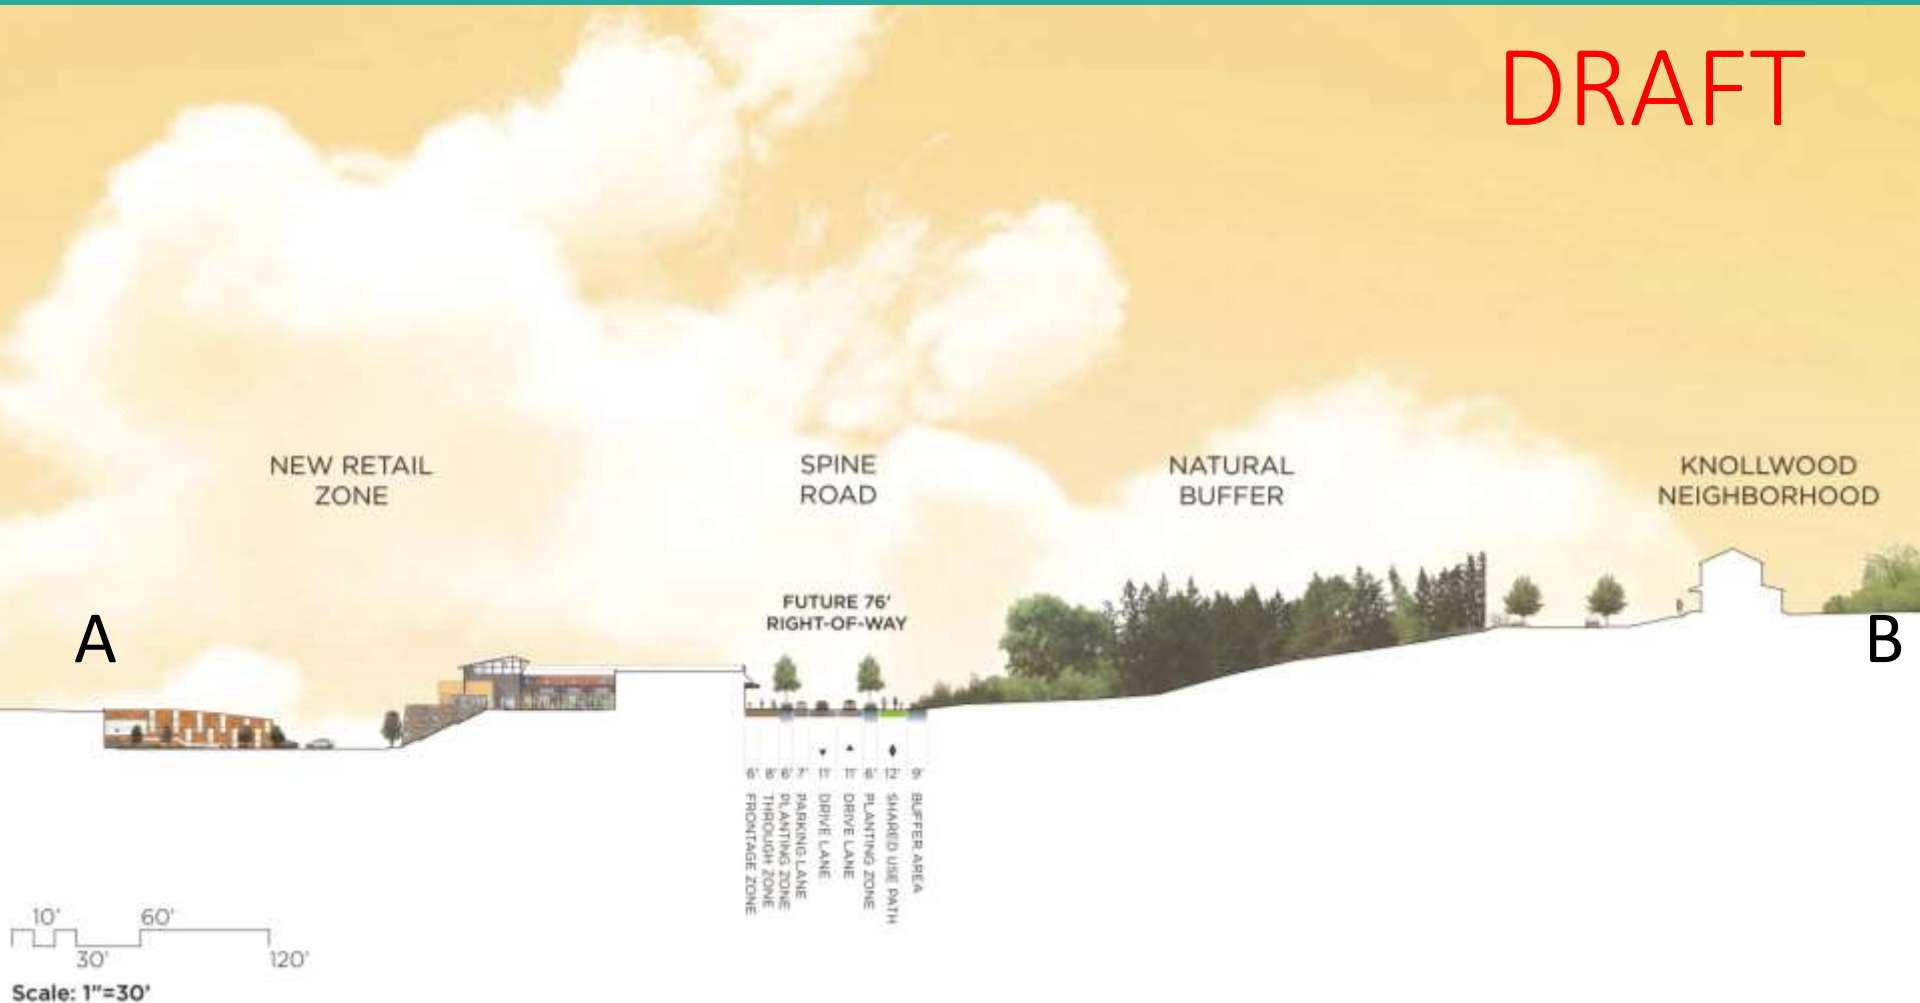 DRAFT
NEW RETAIL
ZONE
SPINE
ROAD
NATURAL
BUFFER
KNOLLWOOD
NEIGHBORHOOD
FUTURE 76'
RIGHT-OF-WAY
A
B
6' 8' 6' 7' 11' 11' 6' 12' 9'
FRONTAGE ZONE
THROUGH ZONE
PLANTING ZONE
PARKING LANE
DRIVE LANE
DRIVE LANE
PLANTING ZONE
SHARED USE PATH
BUFFER AREA
10' 60'
30' 120'
Scale: 1"=30'